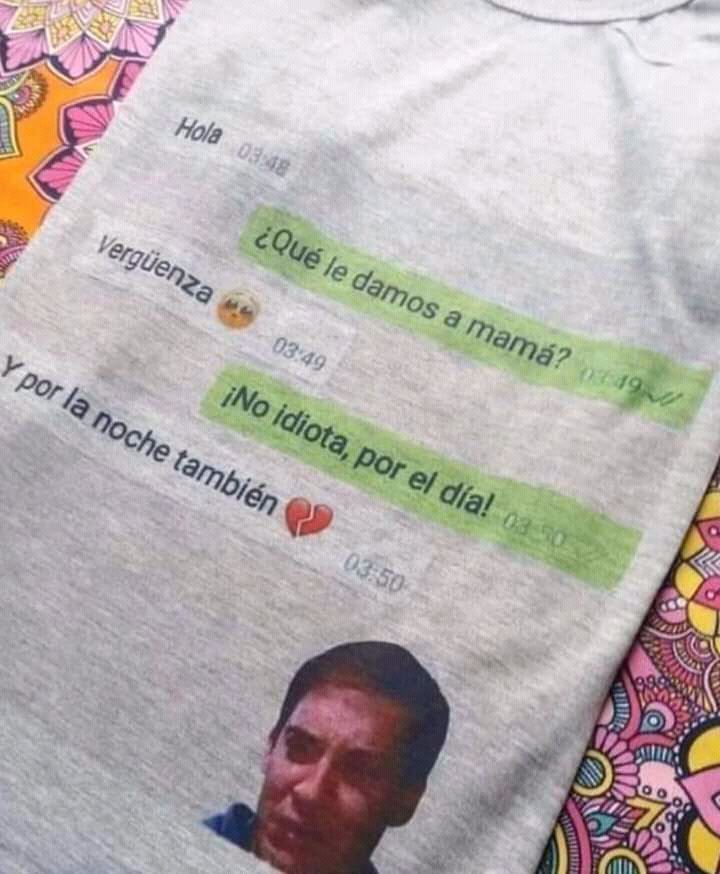 Hola 03:48
¿Qué le damos a mamá? 03:49
Vergüenza 🥺 03:49
¡No idiota, por el día! 03:50
Y por la noche también 💔 03:50